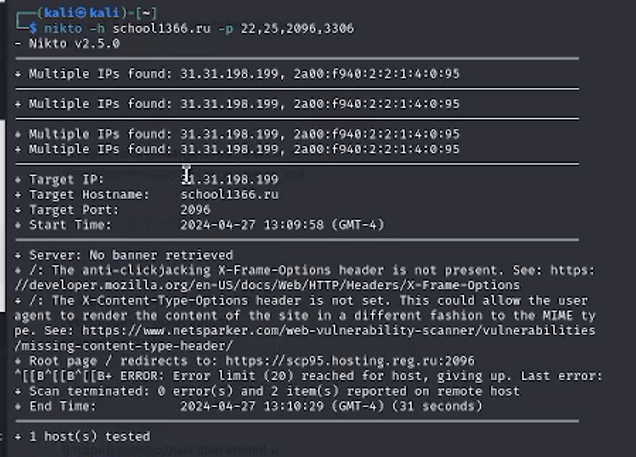 (kali㉿kali)-[~]
$ nikto -h school1366.ru -p 22,25,2096,3306
- Nikto v2.5.0
+ Multiple IPs found: 31.31.198.199, 2a00:f940:2:2:1:4:0:95
+ Multiple IPs found: 31.31.198.199, 2a00:f940:2:2:1:4:0:95
+ Multiple IPs found: 31.31.198.199, 2a00:f940:2:2:1:4:0:95
+ Multiple IPs found: 31.31.198.199, 2a00:f940:2:2:1:4:0:95
+ Target IP: 31.31.198.199
+ Target Hostname: school1366.ru
+ Target Port: 2096
+ Start Time: 2024-04-27 13:09:58 (GMT-4)
+ Server: No banner retrieved
+ /: The anti-clickjacking X-Frame-Options header is not present. See: https:
//developer.mozilla.org/en-US/docs/Web/HTTP/Headers/X-Frame-Options
+ /: The X-Content-Type-Options header is not set. This could allow the user
agent to render the content of the site in a different fashion to the MIME ty
pe. See: https://www.netsparker.com/web-vulnerability-scanner/vulnerabilities
/missing-content-type-header/
+ Root page / redirects to: https://scp95.hosting.reg.ru:2096
^[[B^[[B^[[B+ ERROR: Error limit (20) reached for host, giving up. Last error:
+ Scan terminated: 0 error(s) and 2 item(s) reported on remote host
+ End Time: 2024-04-27 13:10:29 (GMT-4) (31 seconds)
+ 1 host(s) tested